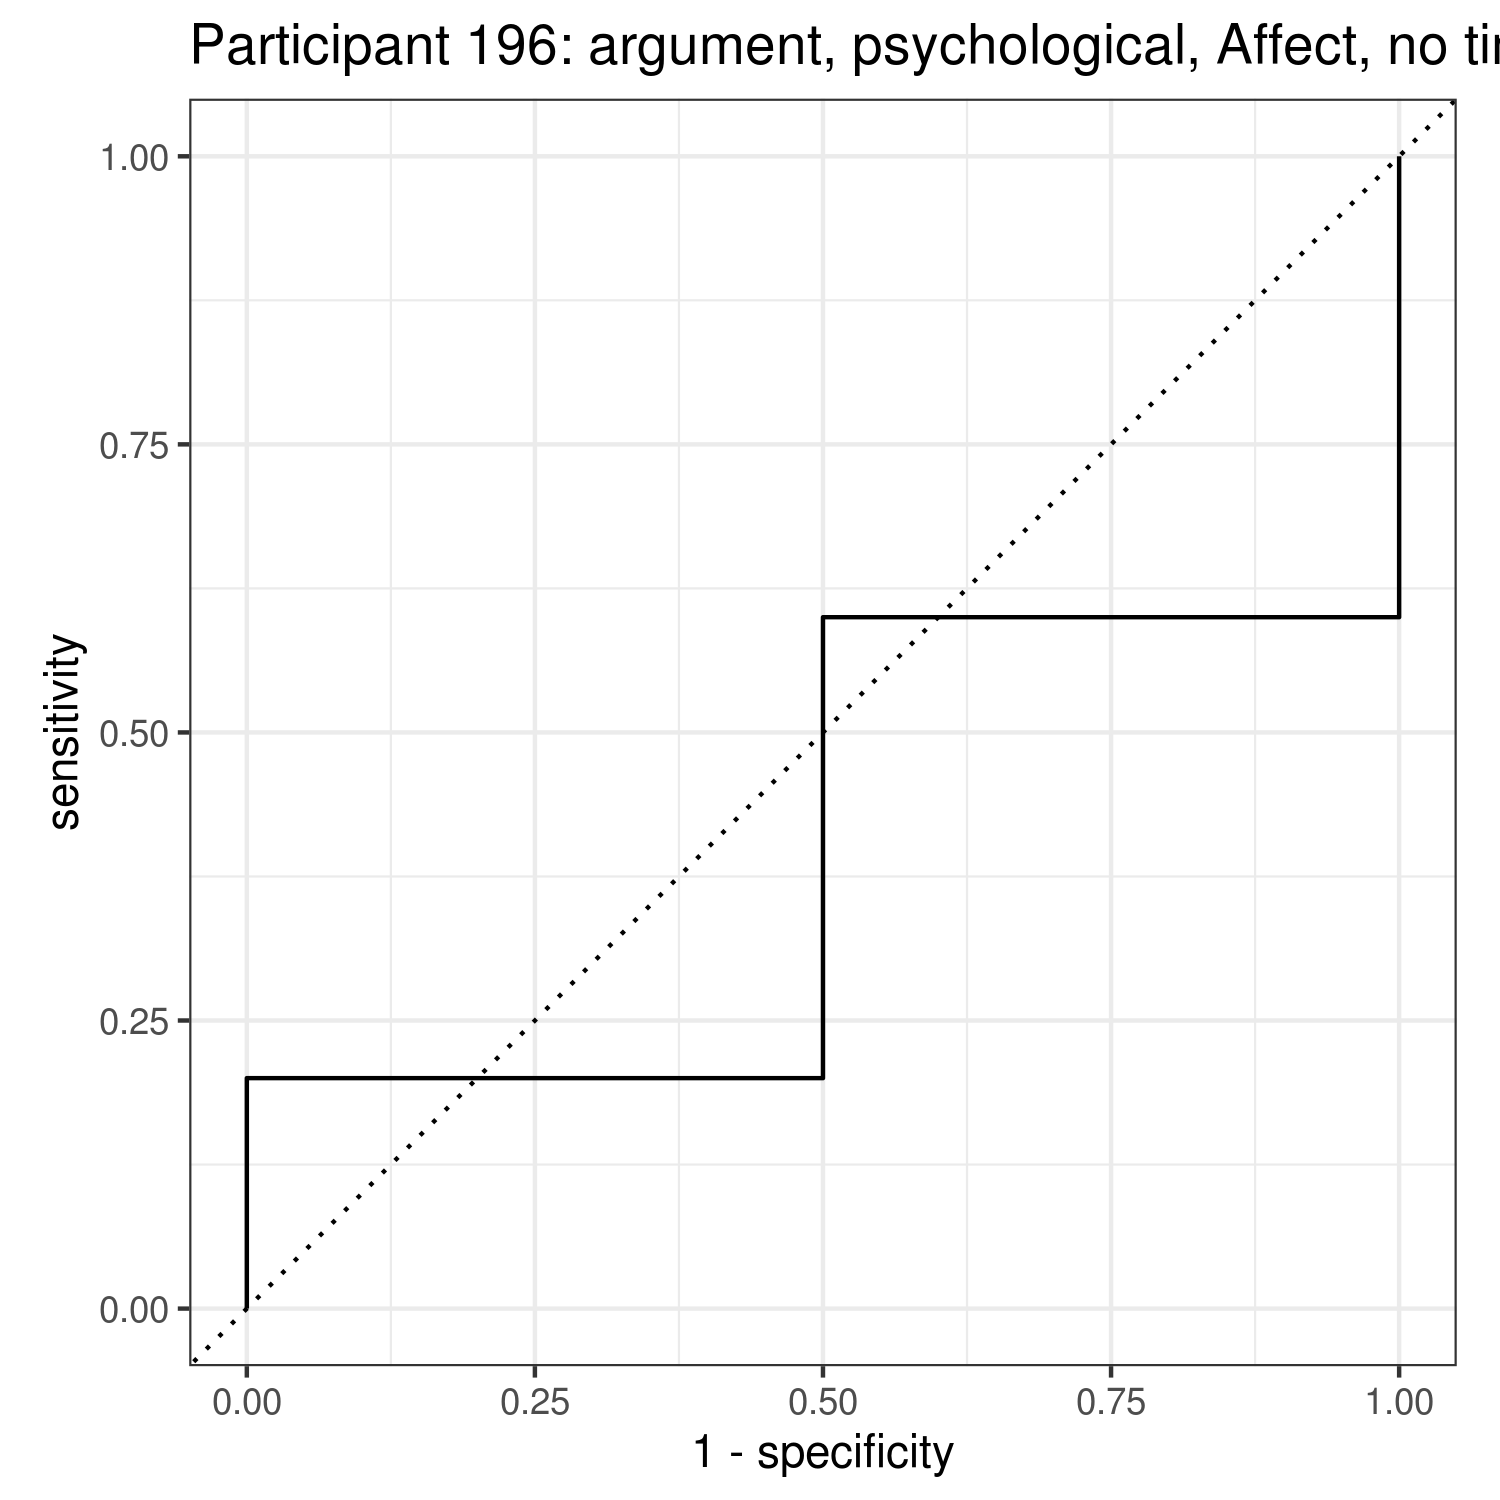 Participant 196: argument, psychological, Affect, no
1.00
0.75
0.50
0.25
0.00
sensitivity
0.00 0.25 0.50 0.75 1.00
1 - specificity